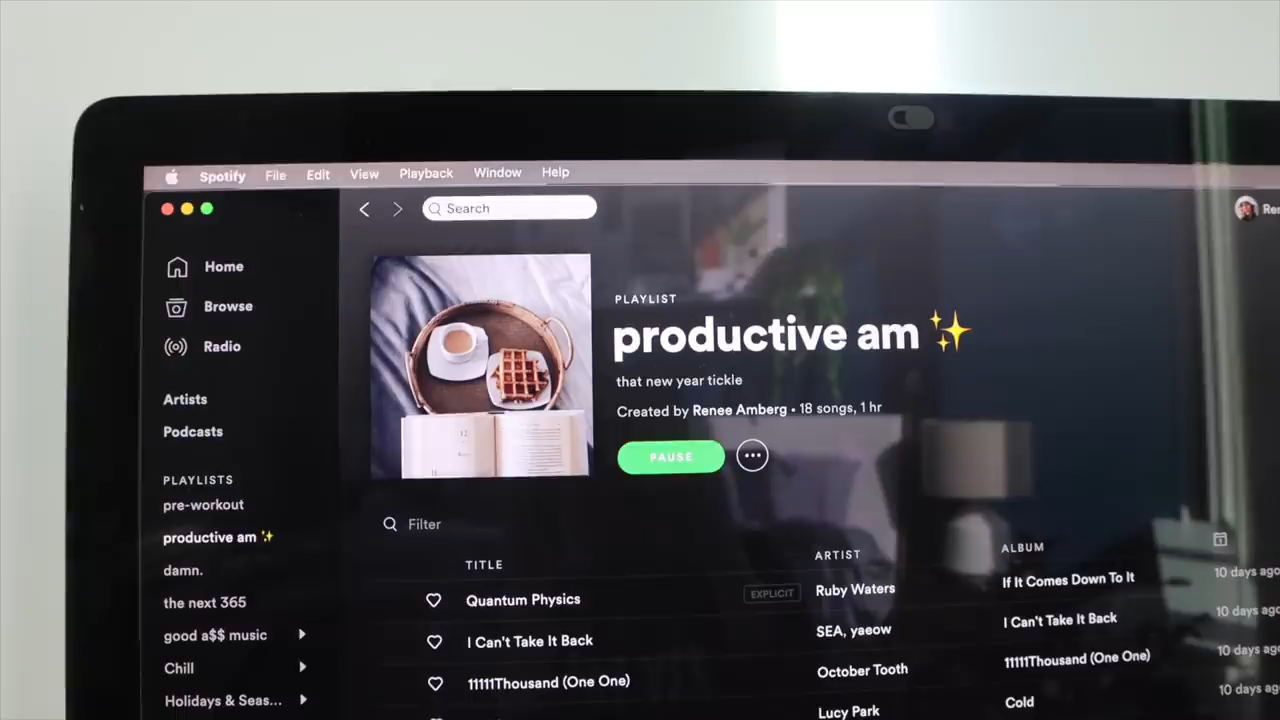 Spotify File Edit View Playback Window Help
Search
Home
Browse
Radio
Artists
Podcasts
PLAYLISTS
pre-workout
productive am ✨
damn.
the next 365
good a$$ music
Chill
Holidays & Seas...
PLAYLIST
productive am ✨
that new year tickle
Created by Renee Amberg • 18 songs, 1 hr
PAUSE
Filter
TITLE ARTIST ALBUM
Quantum Physics EXPLICIT Ruby Waters If It Comes Down To It 10 days ago
I Can't Take It Back SEA, yaeow I Can't Take It Back 10 days ago
11111Thousand (One One) October Tooth 11111Thousand (One One) 10 days ago
Lucy Park Cold 10 days ago